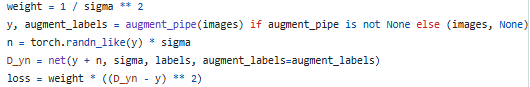 weight = 1 / sigma ** 2
y, augment_labels = augment_pipe(images) if augment_pipe is not None else (images, None)
n = torch.randn_like(y) * sigma
D_yn = net(y + n, sigma, labels, augment_labels=augment_labels)
loss = weight * ((D_yn - y) ** 2)